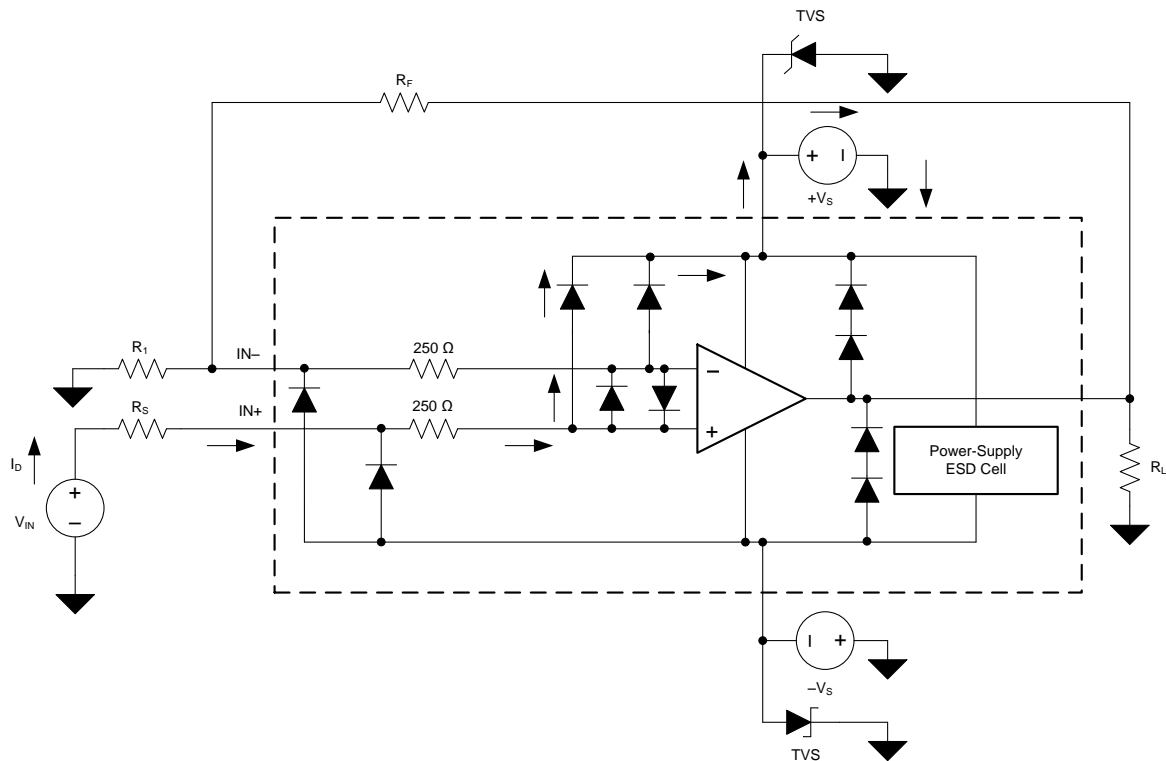 TVS
R_F
+
–
+V_S
R_1
IN–
250 Ω
R_S
IN+
250 Ω
–
+
I_D
+
–
V_IN
Power-Supply
ESD Cell
R_L
–
+
–V_S
TVS